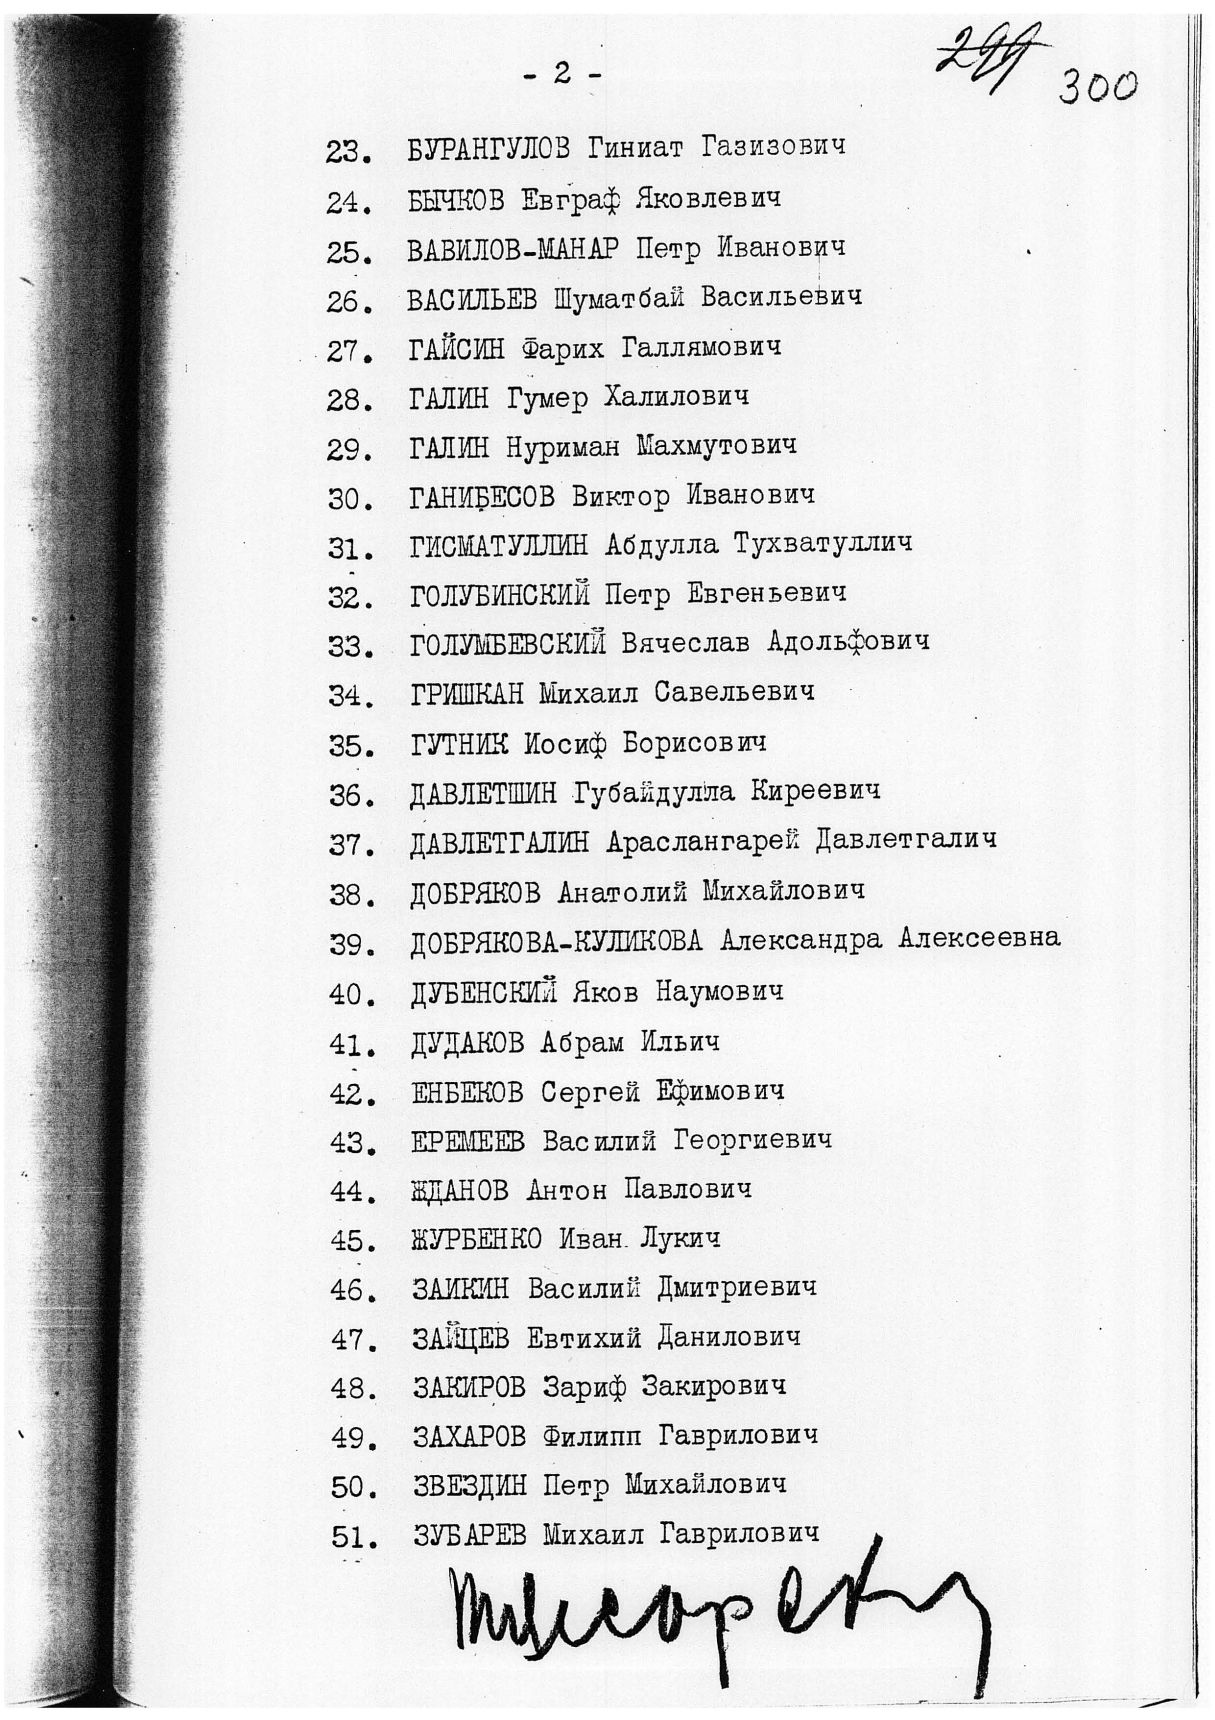 299
300
- 2 -
23. БУРАНГУЛОВ Гиниат Газизович
24. БЫЧКОВ Евграф Яковлевич
25. ВАВИЛОВ-МАНАР Петр Иванович
26. ВАСИЛЬЕВ Шуматбай Васильевич
27. ГАЙСИН Фарих Галлямович
28. ГАЛИН Гумер Халилович
29. ГАЛИН Нуриман Махмутович
30. ГАНИБЕСОВ Виктор Иванович
31. ГИСМАТУЛЛИН Абдулла Тухватуллич
32. ГОЛУБИНСКИЙ Петр Евгеньевич
33. ГОЛУМБЕВСКИЙ Вячеслав Адольфович
34. ГРИШКАН Михаил Савельевич
35. ГУТНИК Иосиф Борисович
36. ДАВЛЕТШИН Губайдулла Киреевич
37. ДАВЛЕТГАЛИН Араслангарей Давлетгалич
38. ДОБРЯКОВ Анатолий Михайлович
39. ДОБРЯКОВА-КУЛИКОВА Александра Алексеевна
40. ДУБЕНСКИЙ Яков Наумович
41. ДУДАКОВ Абрам Ильич
42. ЕНБЕКОВ Сергей Ефимович
43. ЕРЕМЕЕВ Василий Георгиевич
44. ЖДАНОВ Антон Павлович
45. ЖУРБЕНКО Иван Лукич
46. ЗАИКИН Василий Дмитриевич
47. ЗАЙЦЕВ Евтихий Данилович
48. ЗАКИРОВ Зариф Закирович
49. ЗАХАРОВ Филипп Гаврилович
50. ЗВЕЗДИН Петр Михайлович
51. ЗУБАРЕВ Михаил Гаврилович